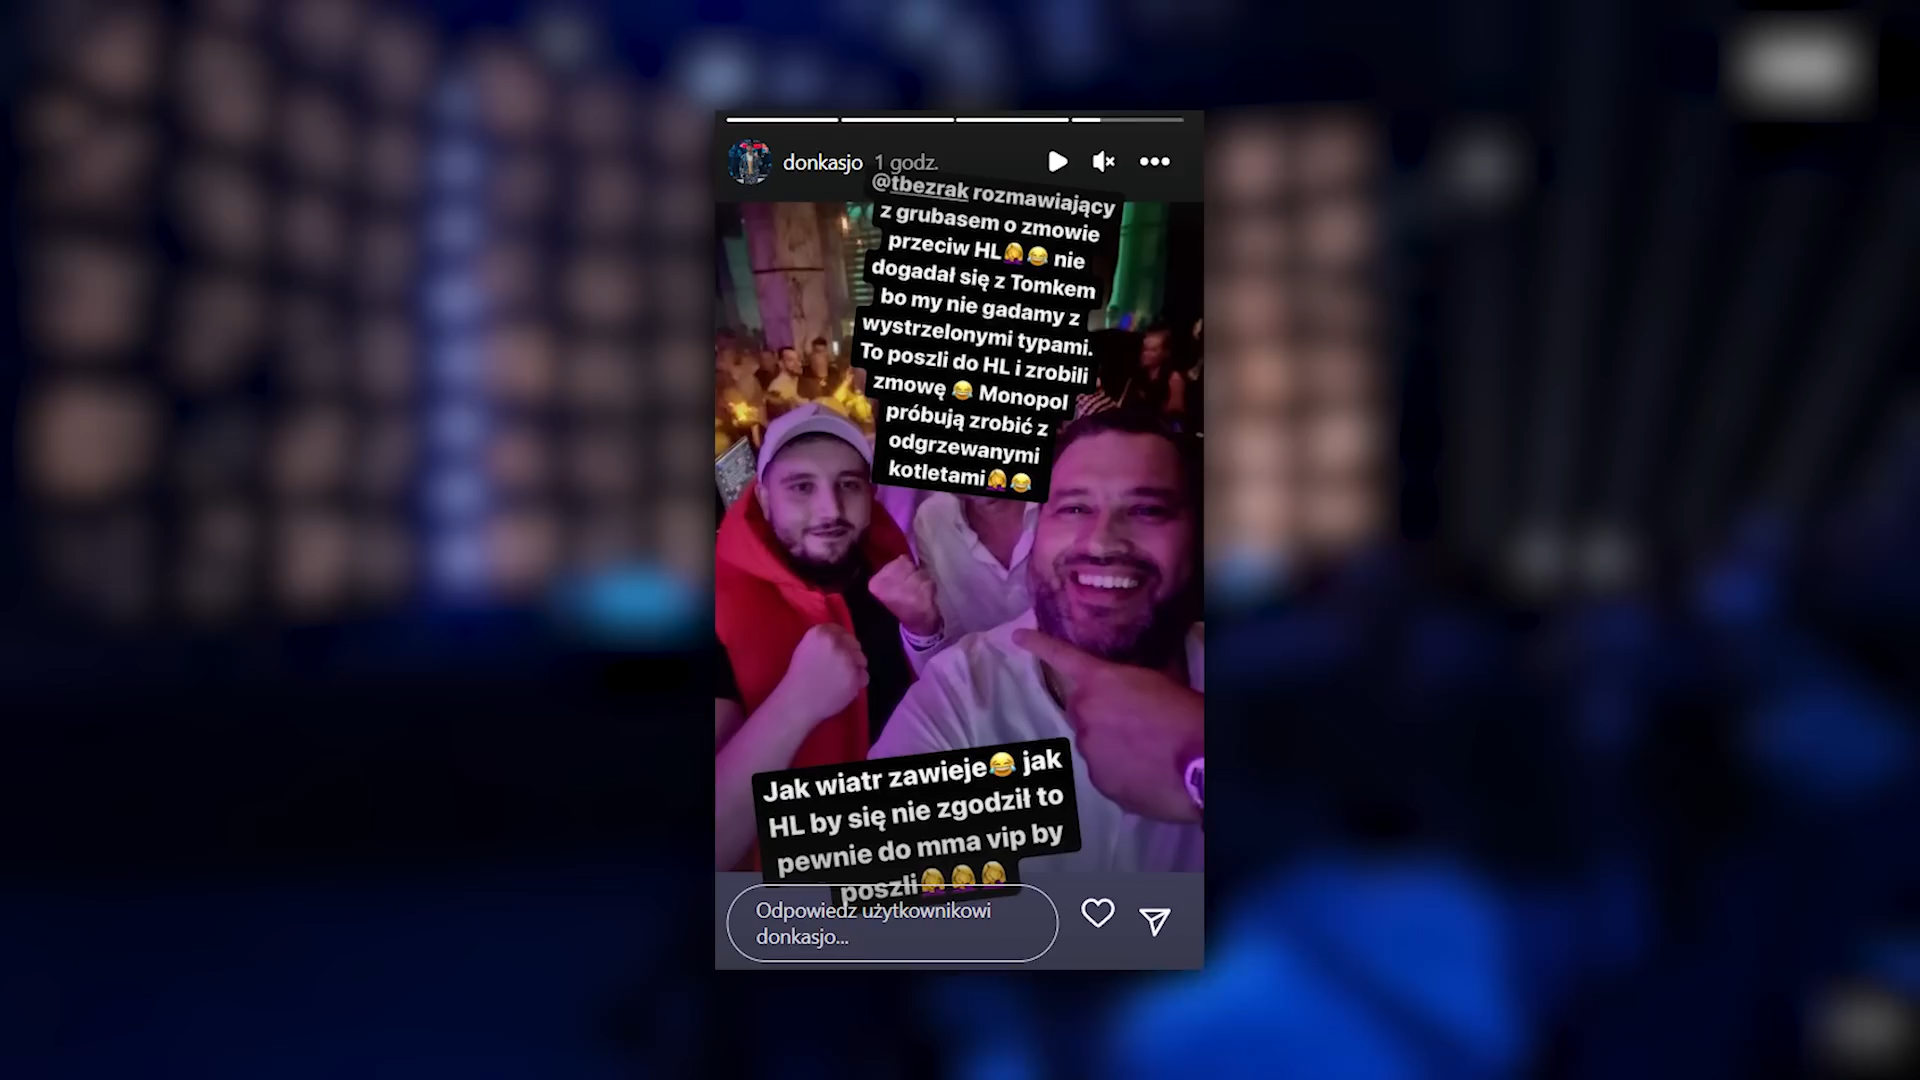 donkasjo 1 godz.
@tbezrak rozmawiający
z grubasem o zmowie
przeciw HL🤦‍♀️😂 nie
dogadał się z Tomkem
bo my nie gadamy z
wystrzelonymi typami.
To poszli do HL i zrobili
zmowę 😂 Monopol
próbują zrobić z
odgrzewanymi
kotletami🤦‍♀️😂
Jak wiatr zawieje😂 jak
HL by się nie zgodził to
pewnie do mma vip by
poszli🤦‍♀️🤦‍♀️🤦‍♀️
Odpowiedz użytkownikowi
donkasjo...